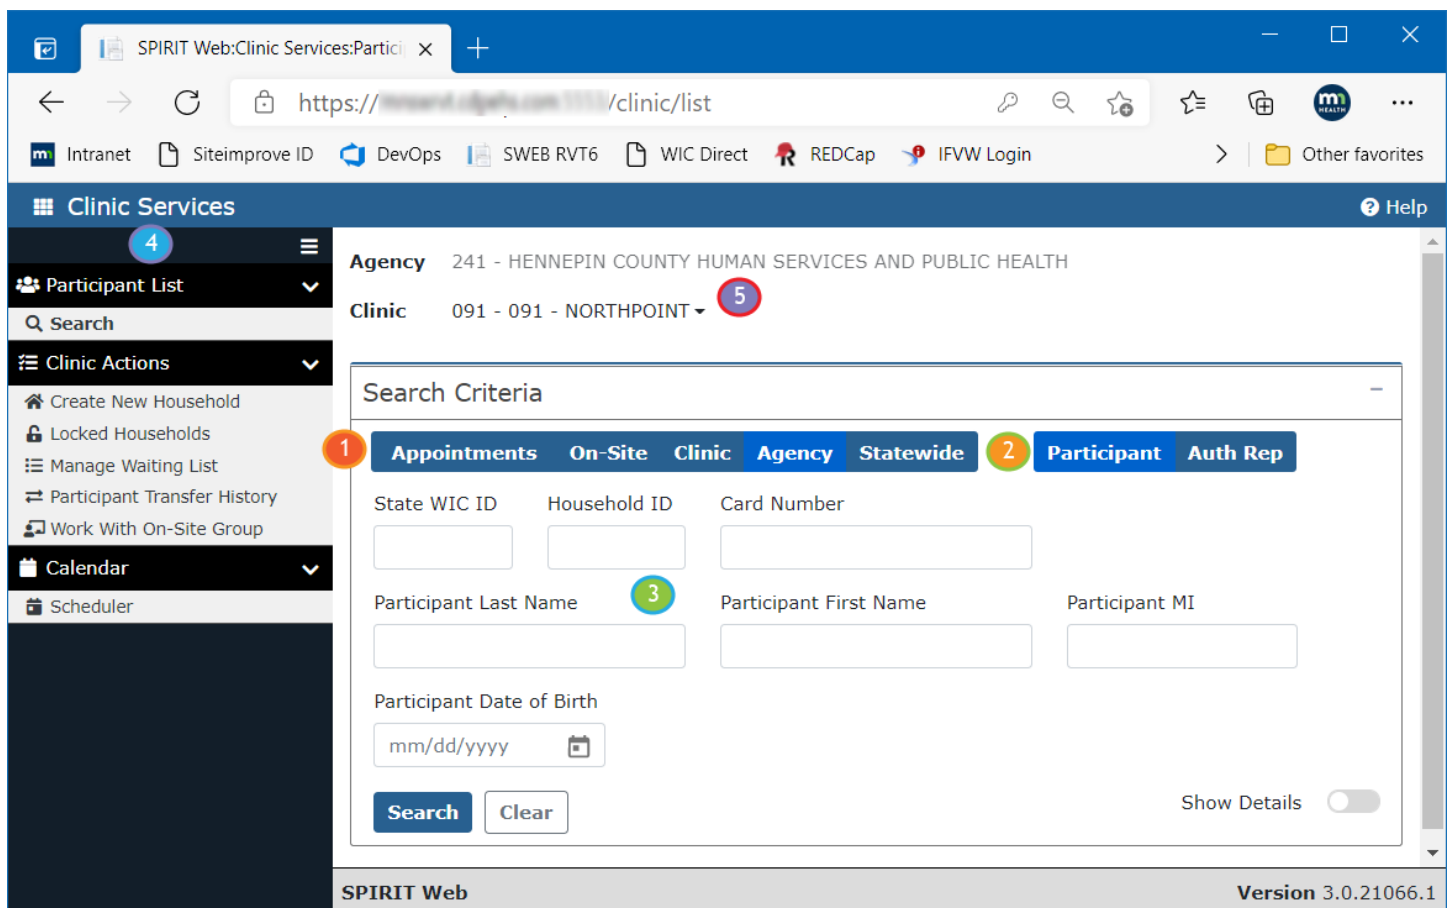 SPIRIT Web:Clinic Services:Partici
https:// /clinic/list
mn HEALTH
mn Intranet Siteimprove ID DevOps SWEB RVT6 WIC Direct REDCap IFVW Login Other favorites
Clinic Services
Help
4
Participant List
Search
Clinic Actions
Create New Household
Locked Households
Manage Waiting List
Participant Transfer History
Work With On-Site Group
Calendar
Scheduler
Agency 241 - HENNEPIN COUNTY HUMAN SERVICES AND PUBLIC HEALTH
Clinic 091 - 091 - NORTHPOINT 5
Search Criteria
1 Appointments On-Site Clinic Agency Statewide 2 Participant Auth Rep
State WIC ID Household ID Card Number
Participant Last Name 3 Participant First Name Participant MI
Participant Date of Birth
mm/dd/yyyy
Search Clear Show Details
SPIRIT Web Version 3.0.21066.1